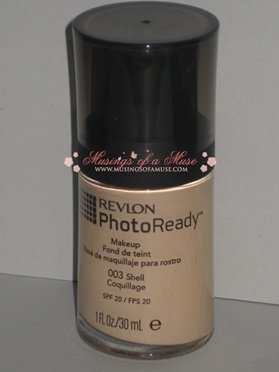 Musings of a Muse
WWW.MUSINGSOFAMUSE.COM
REVLON
PhotoReady™
Makeup
Fond de teint
Base de maquillaje para rostro
003 Shell
Coquillage
SPF 20 / FPS 20
1 fl. Oz/30 mL e